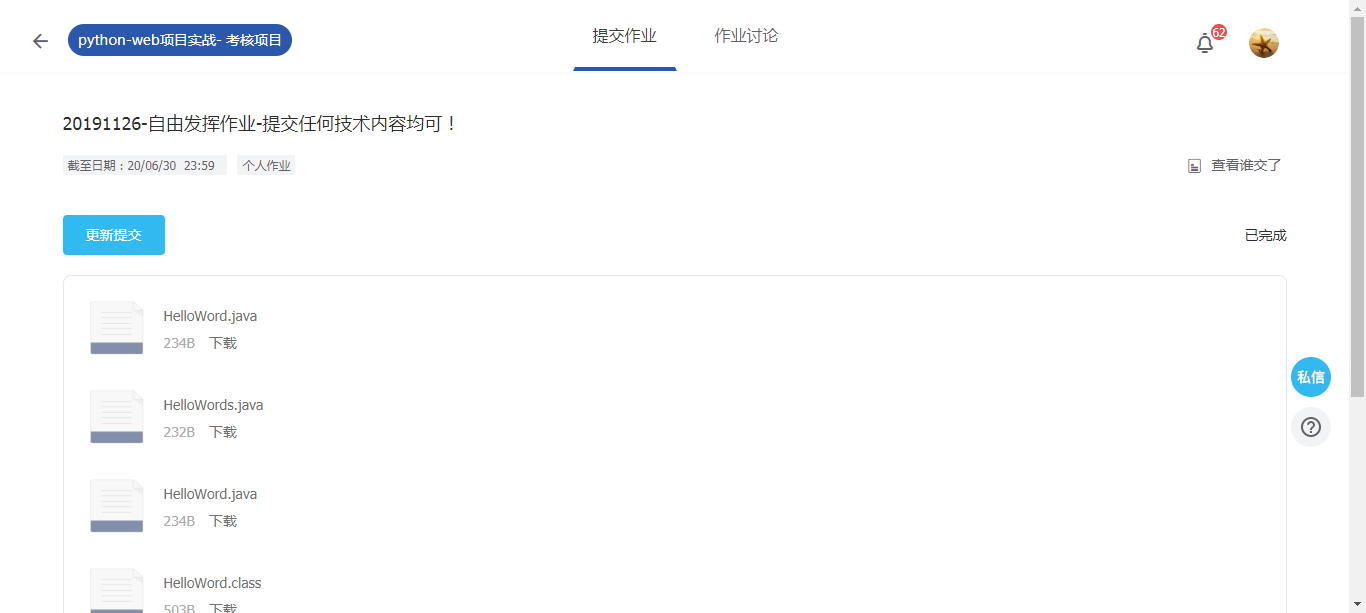 python-web项目实战- 考核项目
提交作业
作业讨论
62
20191126-自由发挥作业-提交任何技术内容均可！
截至日期：20/06/30 23:59
个人作业
查看谁交了
更新提交
已完成
HelloWord.java
234B 下载
HelloWords.java
232B 下载
HelloWord.java
234B 下载
HelloWord.class
503B 下载
私信